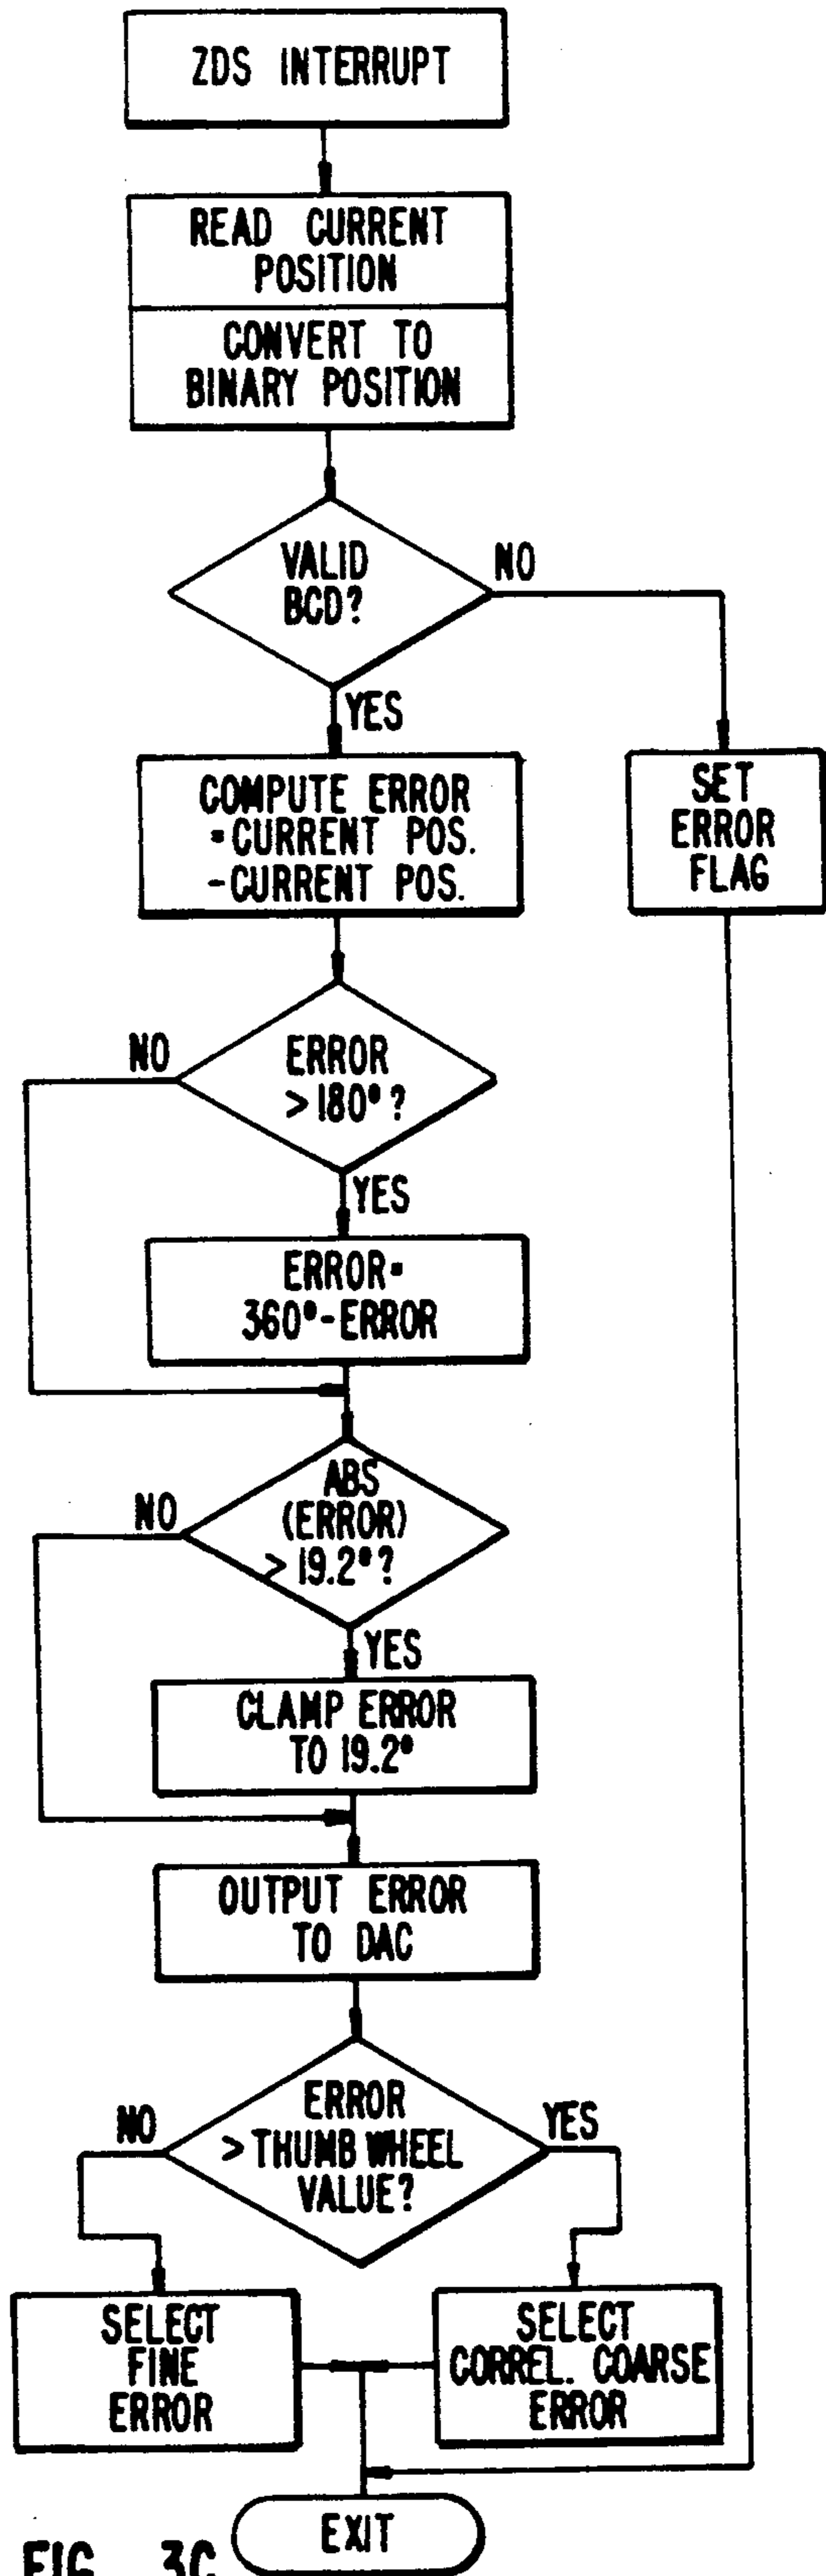 ZDS INTERRUPT
READ CURRENT
POSITION
CONVERT TO
BINARY POSITION
VALID
BCD?
NO
YES
COMPUTE ERROR
=CURRENT POS.
-CURRENT POS.
SET
ERROR
FLAG
ERROR
>180°?
NO
YES
ERROR=
360°-ERROR
ABS
(ERROR)
>19.2°?
NO
YES
CLAMP ERROR
TO 19.2°
OUTPUT ERROR
TO DAC
ERROR
>THUMB WHEEL
VALUE?
NO
YES
SELECT
FINE
ERROR
SELECT
CORREL. COARSE
ERROR
EXIT
FIG. 3C